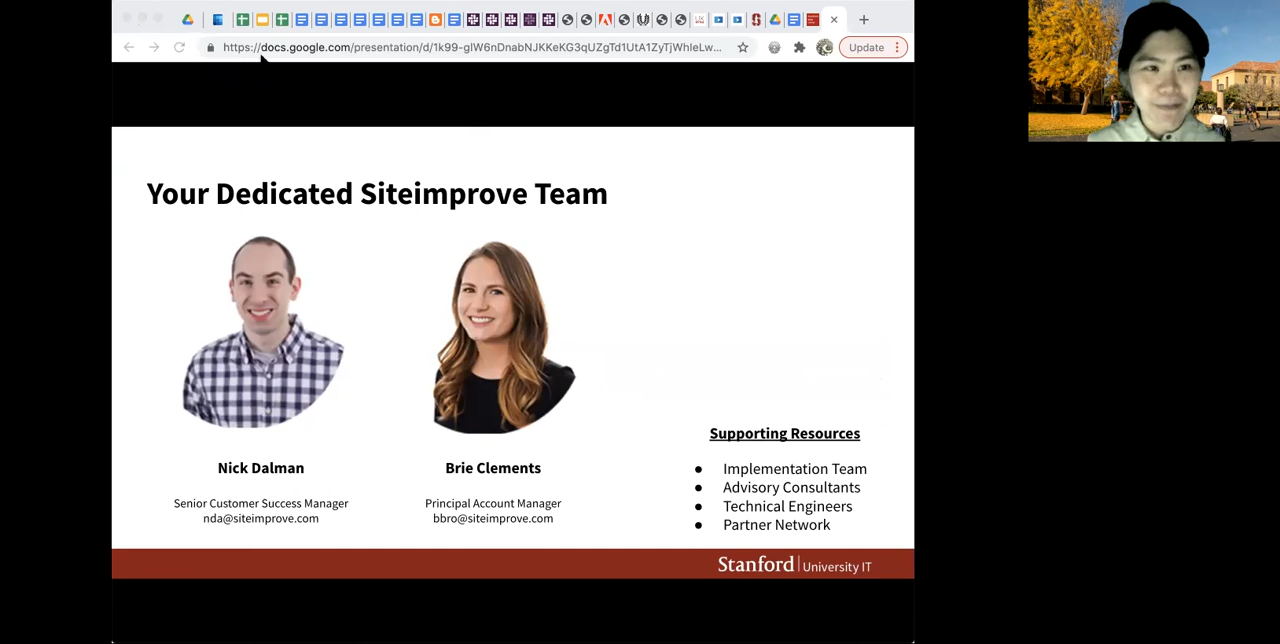 https://docs.google.com/presentation/d/1k99-glW6nDnabNJKKeKG3qUZgTd1UtA1ZyTjWhleLw...
Update
Your Dedicated Siteimprove Team
Nick Dalman
Senior Customer Success Manager
nda@siteimprove.com
Brie Clements
Principal Account Manager
bbro@siteimprove.com
Supporting Resources
● Implementation Team
● Advisory Consultants
● Technical Engineers
● Partner Network
Stanford | University IT